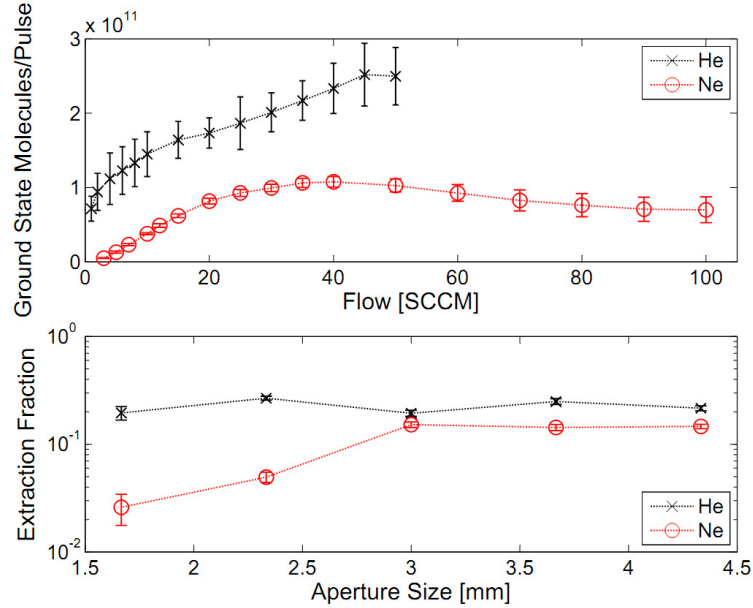 3 x 10^11
2
1
0
Ground State Molecules/Pulse
0 20 40 60 80 100
Flow [SCCM]
He
Ne
10^0
10^-1
10^-2
Extraction Fraction
1.5 2 2.5 3 3.5 4 4.5
Aperture Size [mm]
He
Ne